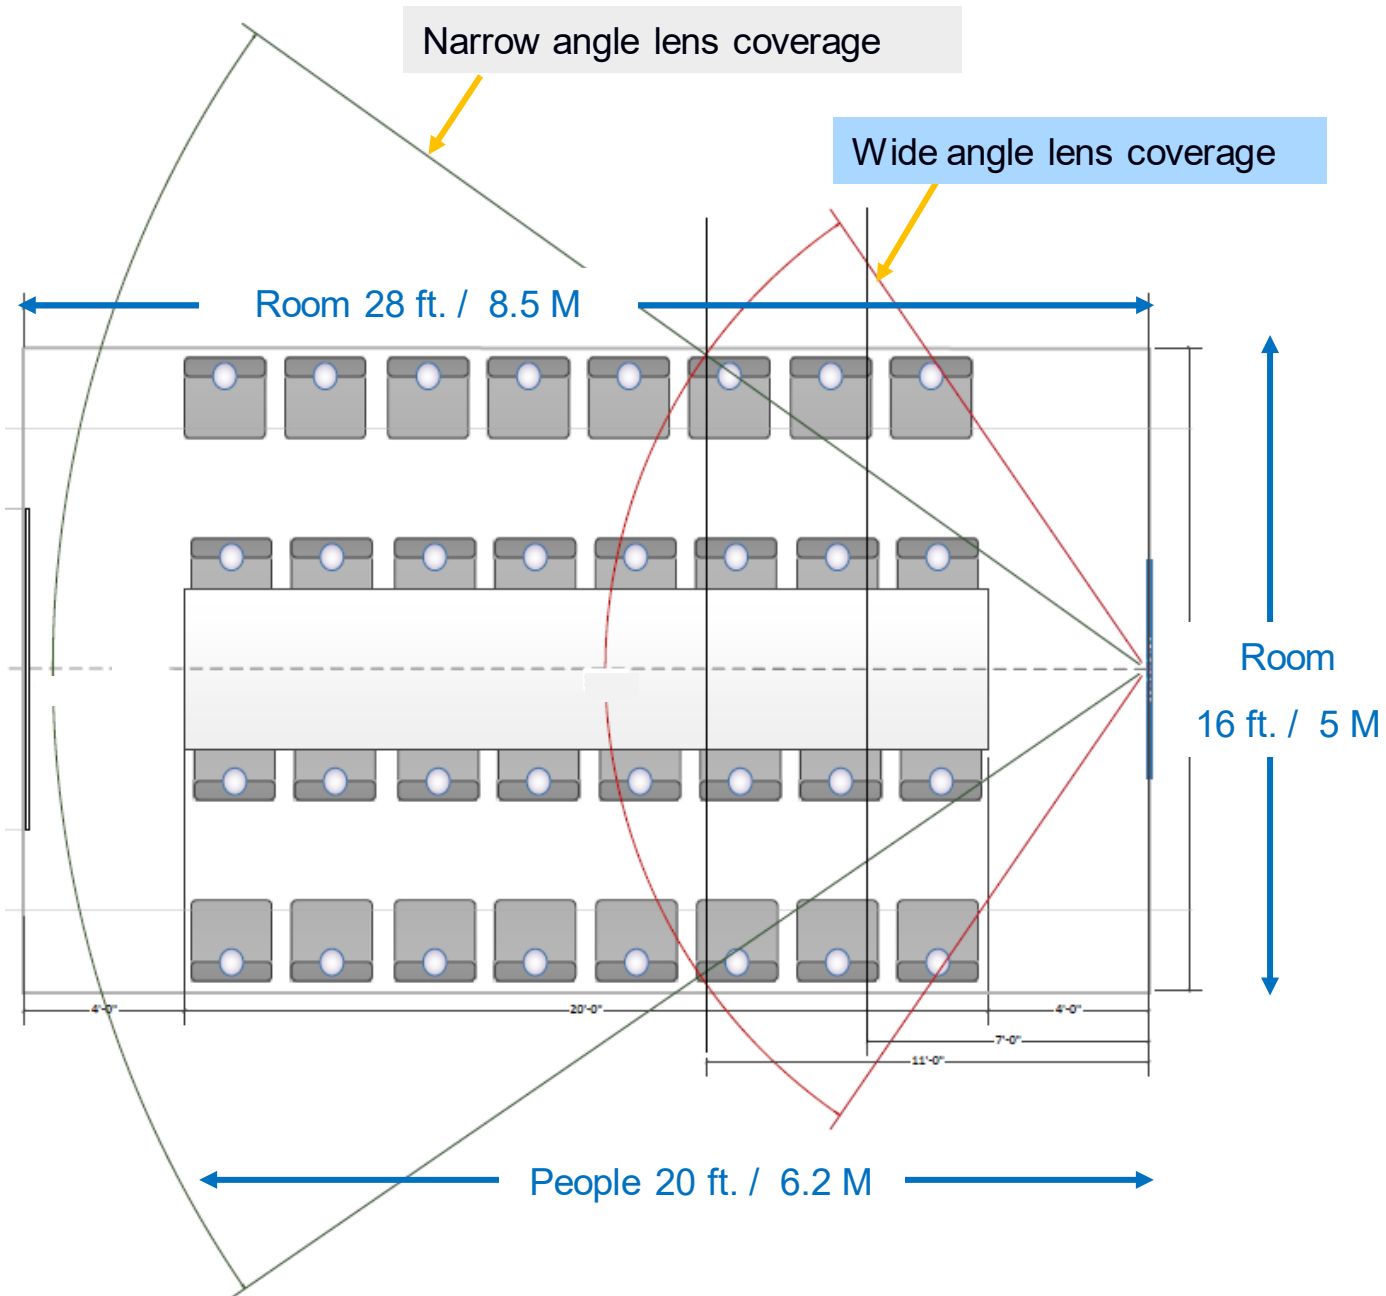 Narrow angle lens coverage
Wide angle lens coverage
Room 28 ft. / 8.5 M
Room
16 ft. / 5 M
4'-0"
20'-0"
4'-0"
7'-0"
11'-0"
People 20 ft. / 6.2 M